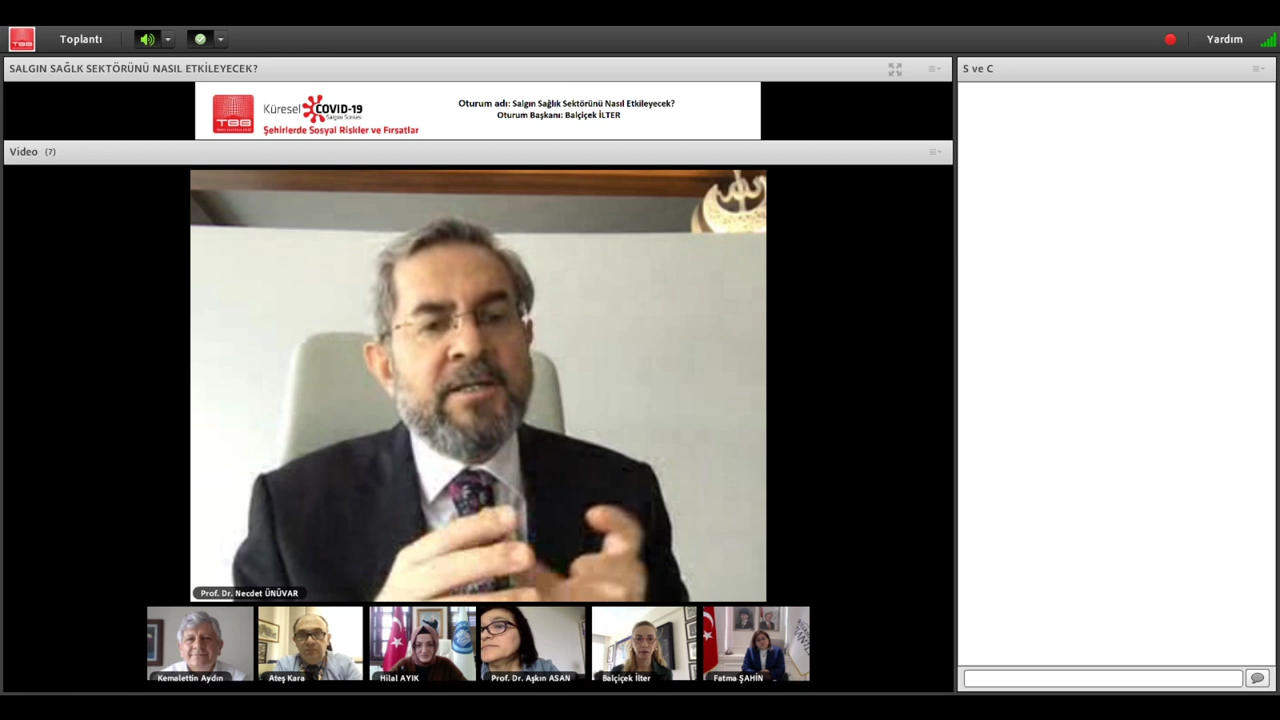 TBB
Toplantı
Yardım
SALGIN SAĞLK SEKTÖRÜNÜ NASIL ETKİLEYECEK?
S ve C
TBB
Küresel COVID-19
Salgın Sonrası
Şehirlerde Sosyal Riskler ve Fırsatlar
Oturum adı: Salgın Sağlık Sektörünü Nasıl Etkileyecek?
Oturum Başkanı: Balçiçek İLTER
Video (7)
Prof. Dr. Necdet ÜNÜVAR
Kemalettin Aydın
Ateş Kara
Hilal AYIK
Prof. Dr. Aşkın ASAN
Balçiçek İlter
Fatma ŞAHİN